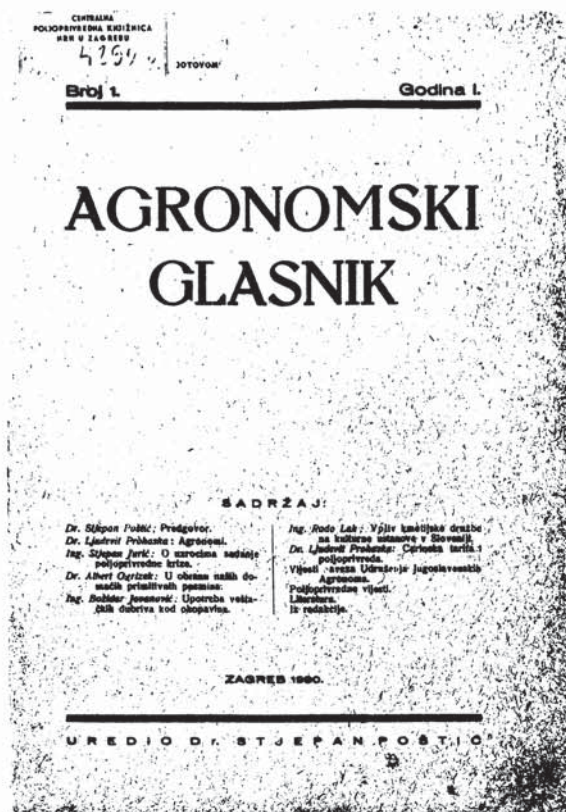 CENTRALNA
POLJOPRIVREDNA KNJIŽNICA
NRH U ZAGREBU
GOTOVOM
Broj 1.
Godina I.
AGRONOMSKI
GLASNIK
SADRŽAJ:
Dr. Stjepan Poštić: Predgovor.
Dr. Ljudevit Prohaska: Agronomi.
Ing. Stjepan Jurić: O uzrocima sadanje
poljoprivredne krize.
Dr. Albert Ogrizek: U obranu naših do-
maćih primitivnih pasmina.
Ing. Božidar Jovanović: Upotreba vešta-
čkih dubriva kod okopavina.
Ing. Rado Lah: Vpliv kmetijske družbe
na kulturne ustanove v Sloveniji.
Dr. Ljudevit Prohaska: Carinska tarifa i
poljoprivreda.
Vijesti Saveza Udruženja Jugoslavenskih
Agronoma.
Poljoprivredne vijesti.
Literatura.
Iz redakcije.
ZAGREB
UREDIO Dr. STJEPAN POŠTIĆ